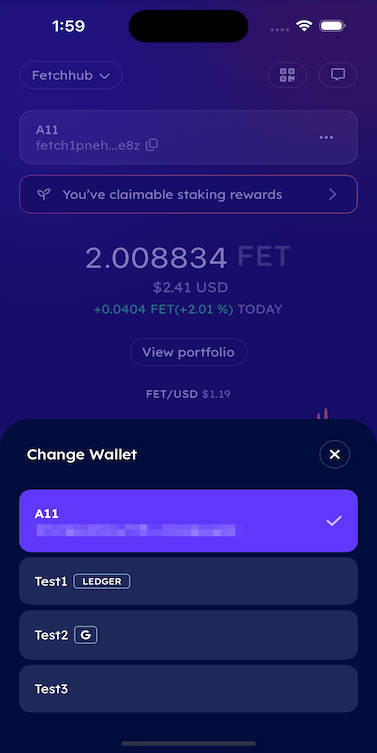 1:59
Fetchhub
A11
fetch1pneh...e8z
You've claimable staking rewards
2.008834 FET
$2.41 USD
+0.0404 FET(+2.01 %) TODAY
View portfolio
FET/USD $1.19
Change Wallet
A11
Test1 LEDGER
Test2 G
Test3